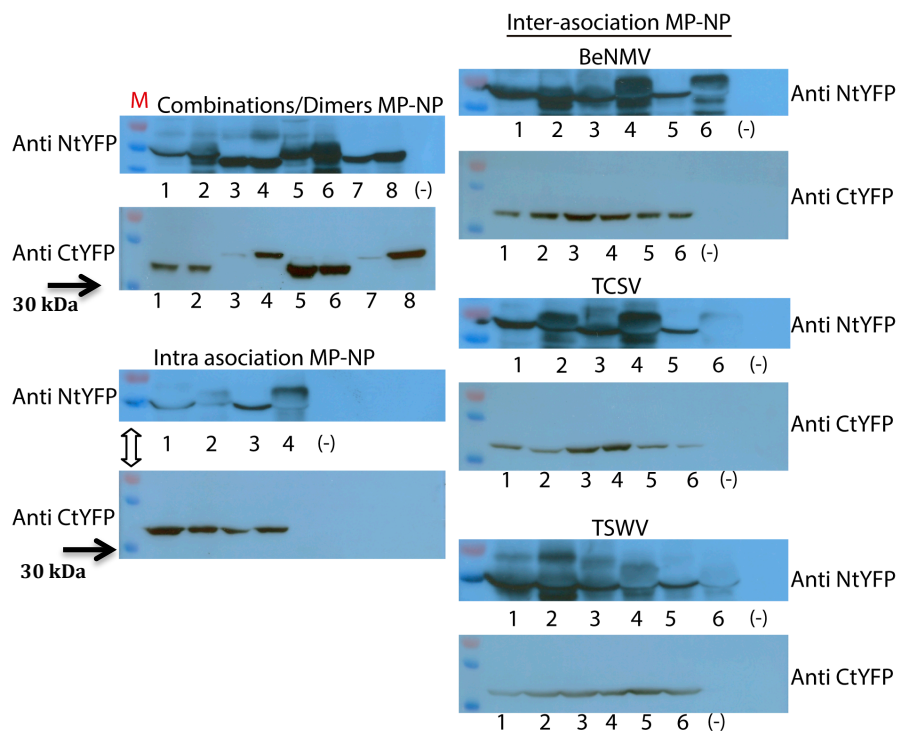 M Combinations/Dimers MP-NP
Anti NtYFP
1 2 3 4 5 6 7 8 (-)
Anti CtYFP
30 kDa
1 2 3 4 5 6 7 8
Intra asociation MP-NP
Anti NtYFP
1 2 3 4 (-)
Anti CtYFP
30 kDa
Inter-asociation MP-NP
BeNMV
Anti NtYFP
1 2 3 4 5 6 (-)
Anti CtYFP
1 2 3 4 5 6 (-)
TCSV
Anti NtYFP
1 2 3 4 5 6 (-)
Anti CtYFP
1 2 3 4 5 6 (-)
TSWV
Anti NtYFP
1 2 3 4 5 6 (-)
Anti CtYFP
1 2 3 4 5 6 (-)